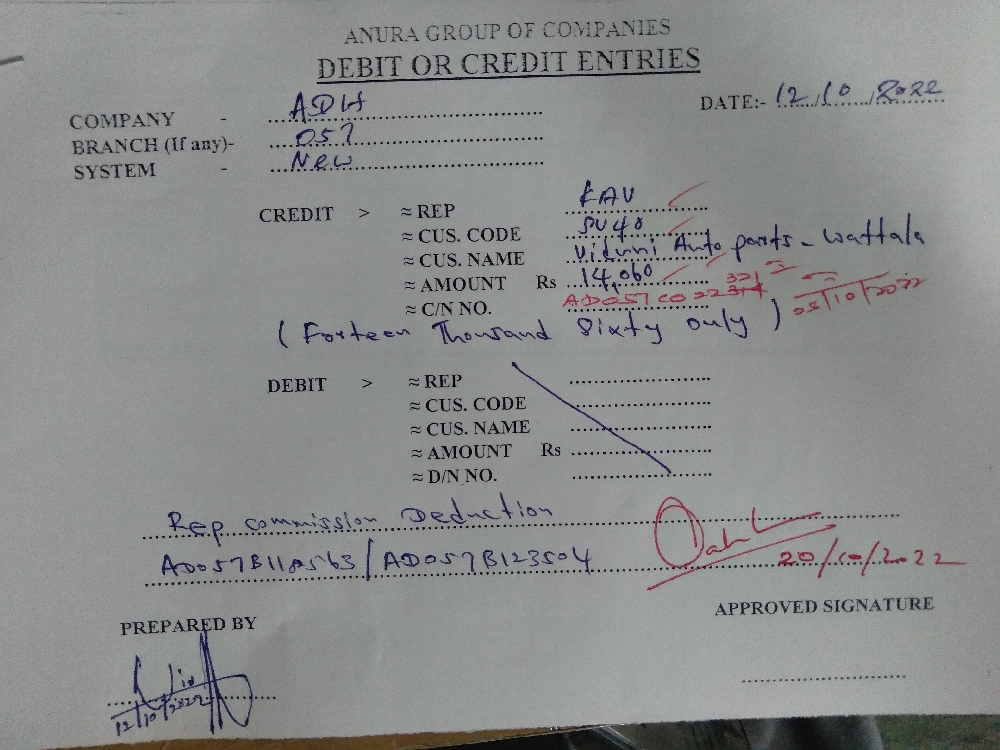 ANURA GROUP OF COMPANIES
DEBIT OR CREDIT ENTRIES
DATE:- 12/10/2022
COMPANY - ADH
BRANCH (If any)- 057
SYSTEM - New
CREDIT > ≈ REP KAV
≈ CUS. CODE SV40
≈ CUS. NAME Viduni Auto parts - Wattala
≈ AMOUNT Rs 14,060
≈ C/N NO. AD057C022 05/10/2022
(Forteen Thousand Sixty only)
DEBIT > ≈ REP
≈ CUS. CODE
≈ CUS. NAME
≈ AMOUNT Rs
≈ D/N NO.
Rep commission Deduction
AD057B118563/AD057B123504
20/10/2022
PREPARED BY
APPROVED SIGNATURE
12/10/2022